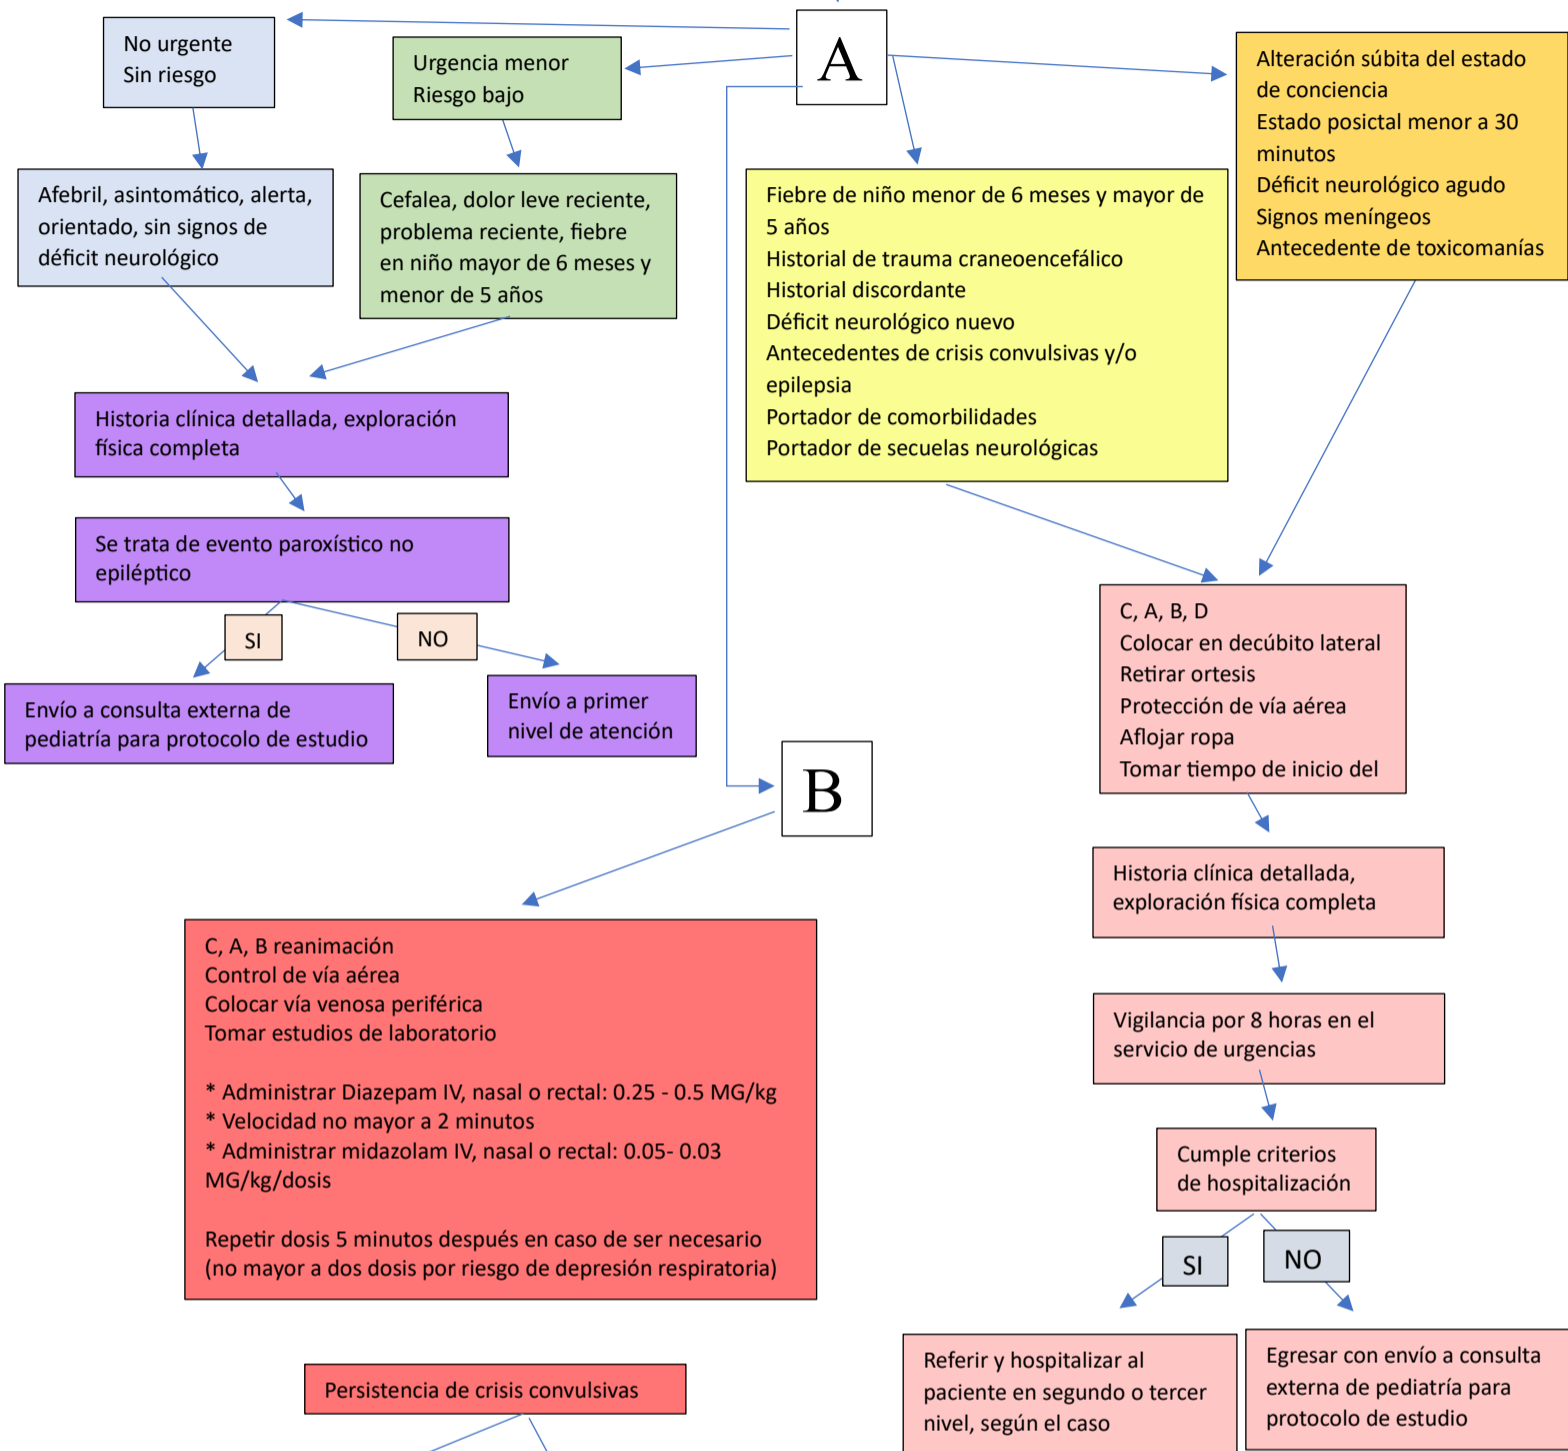 A
No urgente
Sin riesgo
Urgencia menor
Riesgo bajo
Alteración súbita del estado
de conciencia
Estado posictal menor a 30
minutos
Déficit neurológico agudo
Signos meníngeos
Antecedente de toxicomanías
Afebril, asintomático, alerta,
orientado, sin signos de
déficit neurológico
Cefalea, dolor leve reciente,
problema reciente, fiebre
en niño mayor de 6 meses y
menor de 5 años
Fiebre de niño menor de 6 meses y mayor de
5 años
Historial de trauma craneoencefálico
Historial discordante
Déficit neurológico nuevo
Antecedentes de crisis convulsivas y/o
epilepsia
Portador de comorbilidades
Portador de secuelas neurológicas
Historia clínica detallada, exploración
física completa
Se trata de evento paroxístico no
epiléptico
SI
NO
Envío a consulta externa de
pediatría para protocolo de estudio
Envío a primer
nivel de atención
C, A, B, D
Colocar en decúbito lateral
Retirar ortesis
Protección de vía aérea
Aflojar ropa
Tomar tiempo de inicio del
B
Historia clínica detallada,
exploración física completa
C, A, B reanimación
Control de vía aérea
Colocar vía venosa periférica
Tomar estudios de laboratorio
* Administrar Diazepam IV, nasal o rectal: 0.25 - 0.5 MG/kg
* Velocidad no mayor a 2 minutos
* Administrar midazolam IV, nasal o rectal: 0.05- 0.03
MG/kg/dosis
Repetir dosis 5 minutos después en caso de ser necesario
(no mayor a dos dosis por riesgo de depresión respiratoria)
Vigilancia por 8 horas en el
servicio de urgencias
Cumple criterios
de hospitalización
SI
NO
Referir y hospitalizar al
paciente en segundo o tercer
nivel, según el caso
Egresar con envío a consulta
externa de pediatría para
protocolo de estudio
Persistencia de crisis convulsivas